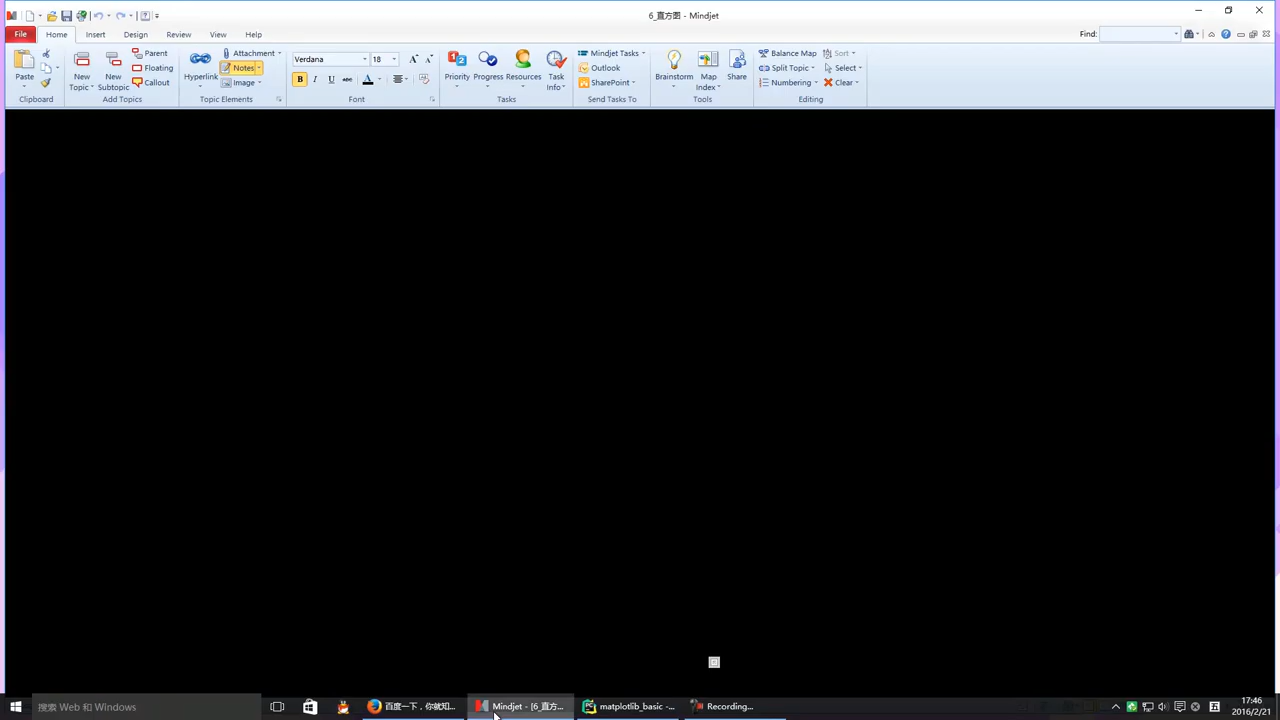 6_直方图 - Mindjet
File Home Insert Design Review View Help Find:
Paste
Clipboard
New Topic
New Subtopic
Parent
Floating
Callout
Add Topics
Hyperlink
Attachment
Notes
Image
Topic Elements
Verdana 18
B I U abc A
Font
Priority
Progress
Resources
Task Info
Tasks
Mindjet Tasks
Outlook
SharePoint
Send Tasks To
Brainstorm
Map Index
Share
Tools
Balance Map Sort
Split Topic Select
Numbering Clear
Editing
搜索 Web 和 Windows
百度一下，你就知...
Mindjet - [6_直方...
matplotlib_basic -...
Recording...
五
17:46
2016/2/21